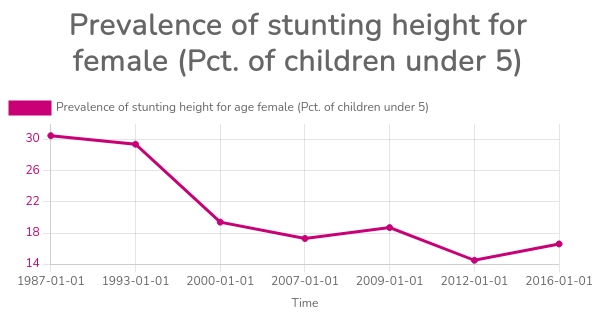 Prevalence of stunting height for
female (Pct. of children under 5)
Prevalence of stunting height for age female (Pct. of children under 5)
30
26
22
18
14
1987-01-01 1993-01-01 2000-01-01 2007-01-01 2009-01-01 2012-01-01 2016-01-01
Time